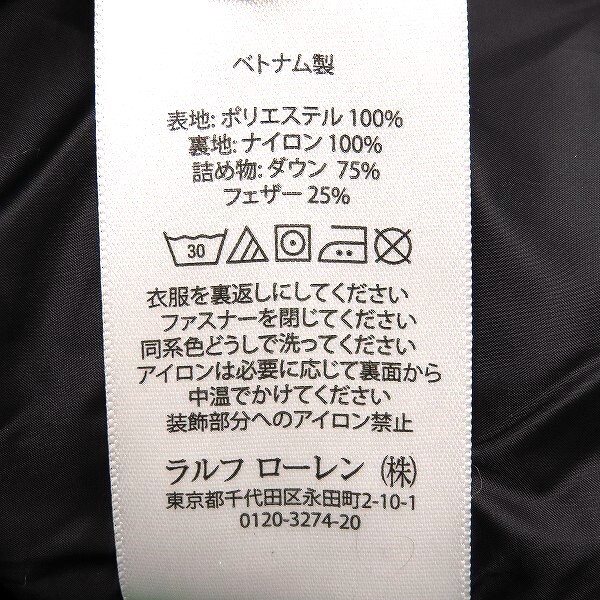 ベトナム製
表地: ポリエステル 100%
裏地: ナイロン 100%
詰め物: ダウン 75%
フェザー 25%
30
衣服を裏返しにしてください
ファスナーを閉じてください
同系色どうしで洗ってください
アイロンは必要に応じて裏面から
中温でかけてください
装飾部分へのアイロン禁止
ラルフ ローレン (株)
東京都千代田区永田町2-10-1
0120-3274-20